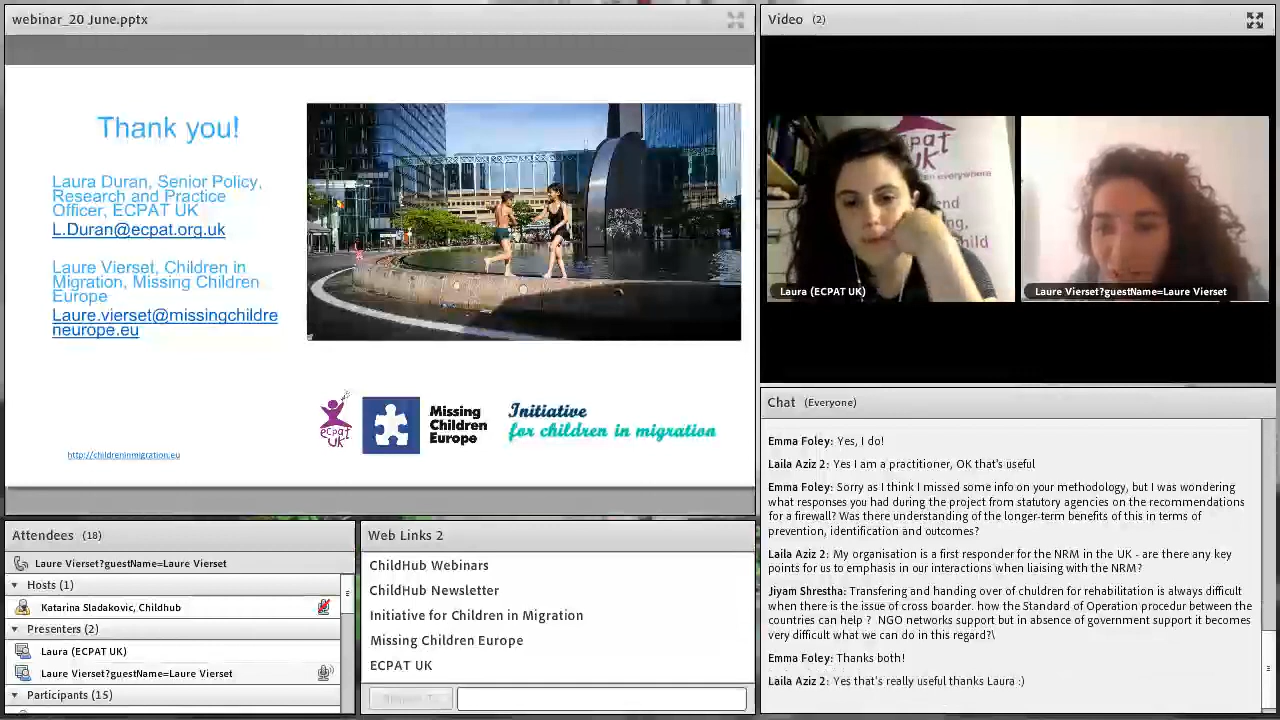 webinar_20 June.pptx
Thank you!
Laura Duran, Senior Policy,
Research and Practice
Officer, ECPAT UK
L.Duran@ecpat.org.uk
Laure Vierset, Children in
Migration, Missing Children
Europe
Laure.vierset@missingchildre
neurope.eu
http://childreninmigration.eu
ecpat
UK
Missing
Children
Europe
Initiative
for children in migration
Video (2)
cpat
UK
en everywhere
end
ng,
hild
Laura (ECPAT UK)
Laure Vierset?guestName=Laure Vierset
Chat (Everyone)
Emma Foley: Yes, I do!
Laila Aziz 2: Yes I am a practitioner, OK that's useful
Emma Foley: Sorry as I think I missed some info on your methodology, but I was wondering
what responses you had during the project from statutory agencies on the recommendations
for a firewall? Was there understanding of the longer-term benefits of this in terms of
prevention, identification and outcomes?
Laila Aziz 2: My organisation is a first responder for the NRM in the UK - are there any key
points for us to emphasis in our interactions when liaising with the NRM?
Jiyam Shrestha: Transfering and handing over of children for rehabilitation is always difficult
when there is the issue of cross boarder. how the Standard of Operation procedur between the
countries can help ? NGO networks support but in absence of government support it becomes
very difficult what we can do in this regard?\
Emma Foley: Thanks both!
Laila Aziz 2: Yes that's really useful thanks Laura :)
Attendees (18)
Laure Vierset?guestName=Laure Vierset
Hosts (1)
Katarina Sladakovic, Childhub
Presenters (2)
Laura (ECPAT UK)
Laure Vierset?guestName=Laure Vierset
Participants (15)
Web Links 2
ChildHub Webinars
ChildHub Newsletter
Initiative for Children in Migration
Missing Children Europe
ECPAT UK
Browse To